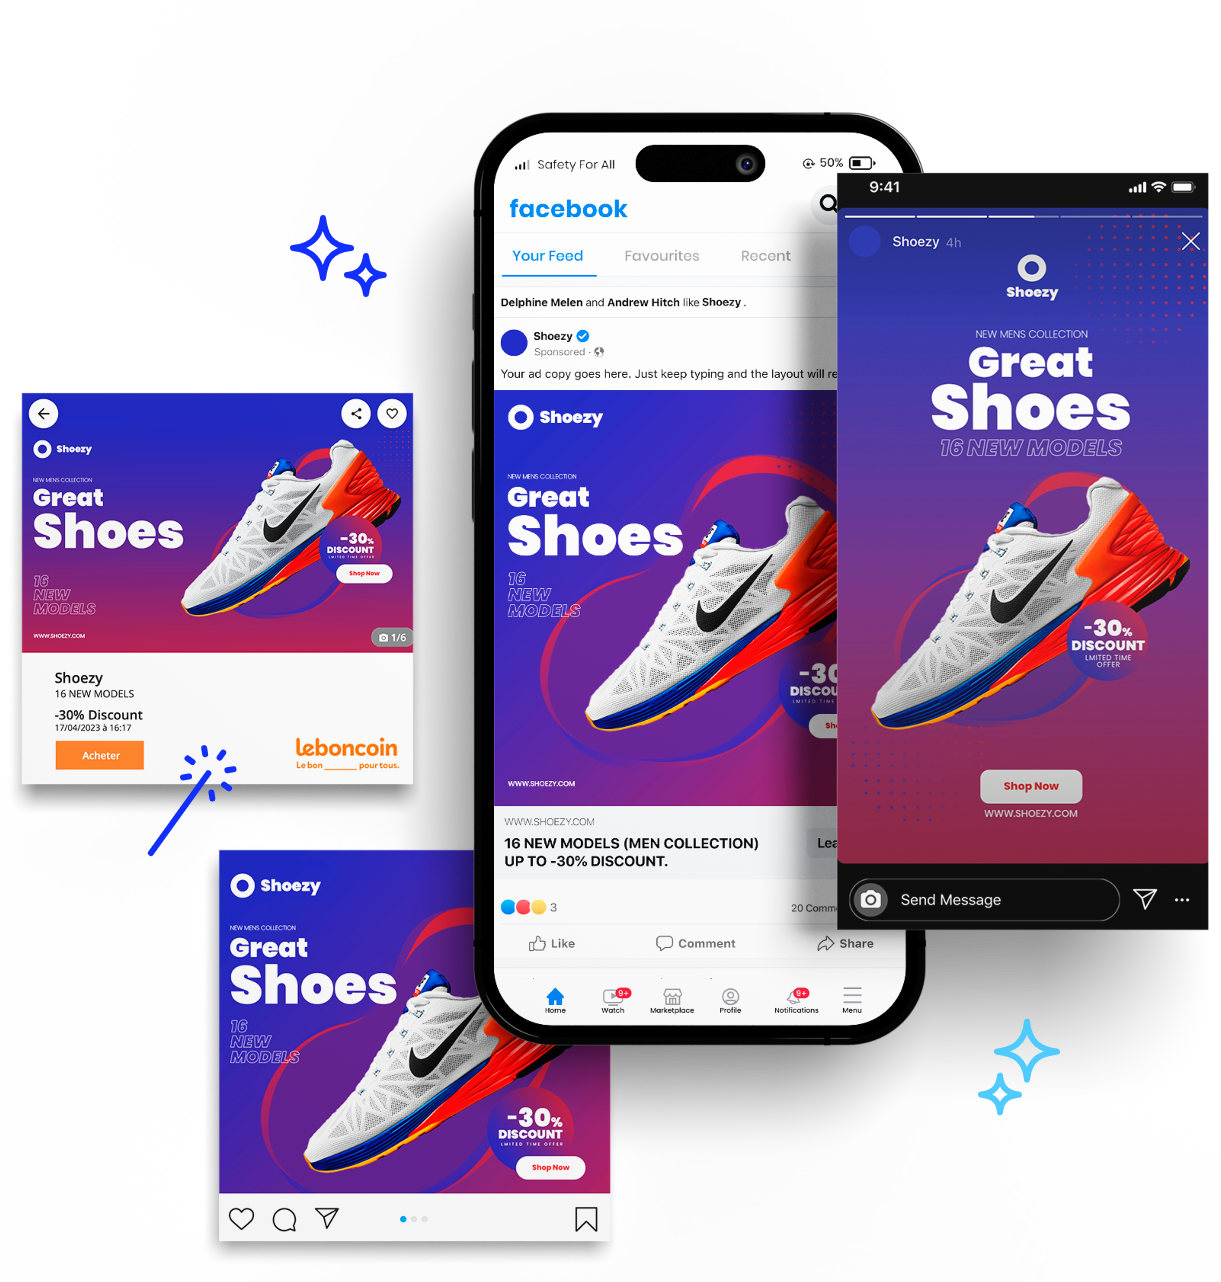 Safety For All
50%
facebook
Your Feed
Favourites
Recent
Delphine Melen and Andrew Hitch like Shoezy .
Shoezy
Sponsored ·
Your ad copy goes here. Just keep typing and the layout will re
Shoezy
NEW MENS COLLECTION
Great
Shoes
16
NEW
MODELS
-30
DISCOU
Sh
WWW.SHOEZY.COM
WWW.SHOEZY.COM
16 NEW MODELS (MEN COLLECTION)
UP TO -30% DISCOUNT.
Lea
3
20 Comme
Like
Comment
Share
9+
9+
Home
Watch
Marketplace
Profile
Notifications
Menu
9:41
Shoezy 4h
Shoezy
NEW MENS COLLECTION
Great
Shoes
16 NEW MODELS
-30%
DISCOUNT
LMITED TIME
OFFER
Shop Now
WWW.SHOEZY.COM
Send Message
Shoezy
NEW MENS COLLECTION
Great
Shoes
-30%
DISCOUNT
LMITED TIME OFFER
Shop Now
16
NEW
MODELS
WWW.SHOEZY.COM
1/6
Shoezy
16 NEW MODELS
-30% Discount
17/04/2023 à 16:17
Acheter
leboncoin
Le bon ______ pour tous.
Shoezy
NEW MENS COLLECTION
Great
Shoes
16
NEW
MODELS
-30%
DISCOUNT
LMITED TIME OFFER
Shop Now